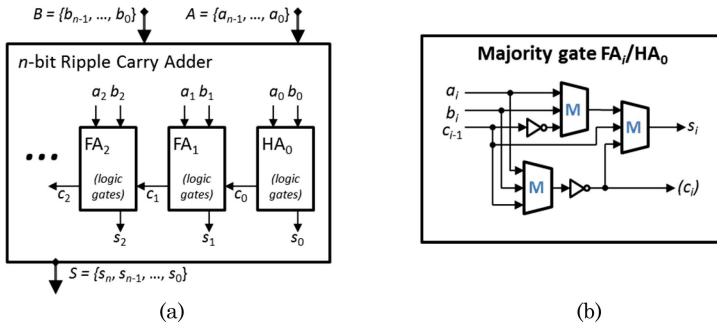 B = {bn-1, ..., b0}
A = {an-1, ..., a0}
n-bit Ripple Carry Adder
a2 b2
a1 b1
a0 b0
FA2
FA1
HA0
(logic gates)
(logic gates)
(logic gates)
...
c2
c1
c0
s2
s1
s0
S = {sn, sn-1, ..., s0}
(a)
Majority gate FAi/HA0
ai
bi
ci-1
M
M
M
si
(ci)
(b)